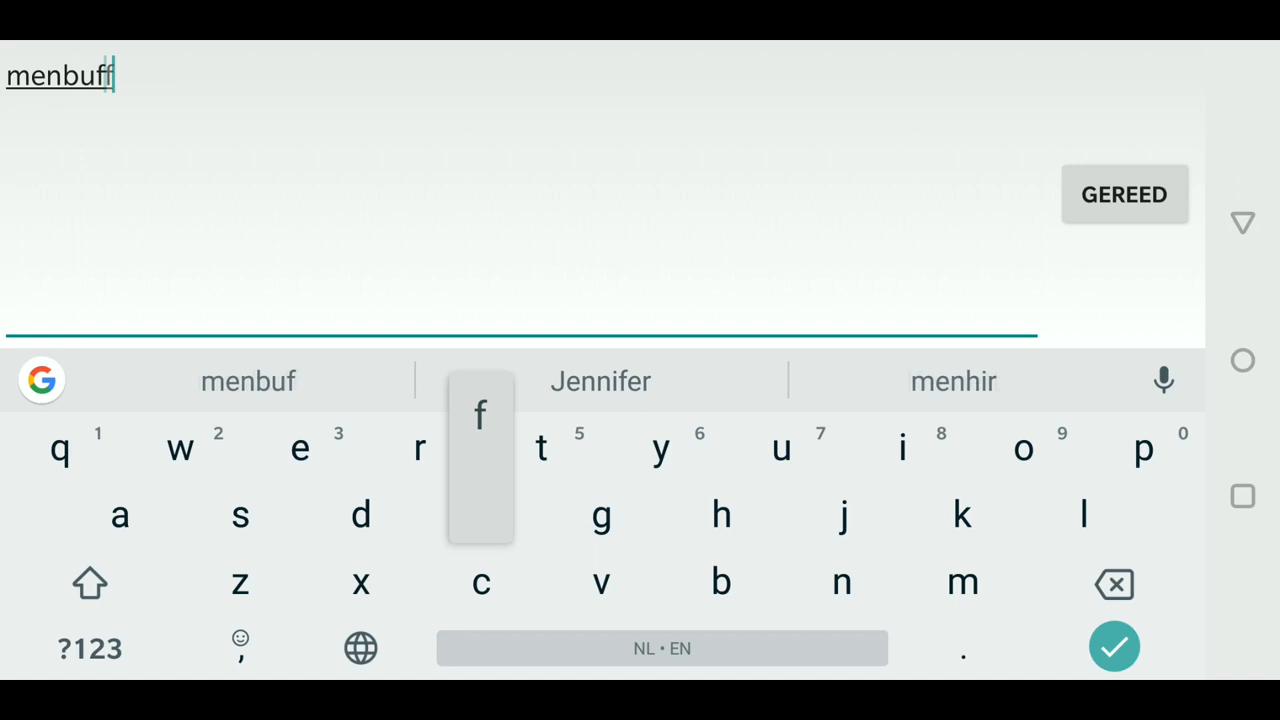 menbuff
GEREED
menbuf Jennifer menhir
q 1 w 2 e 3 r t 5 y 6 u 7 i 8 o 9 p 0
a s d f g h j k l
z x c v b n m
?123 , NL • EN .